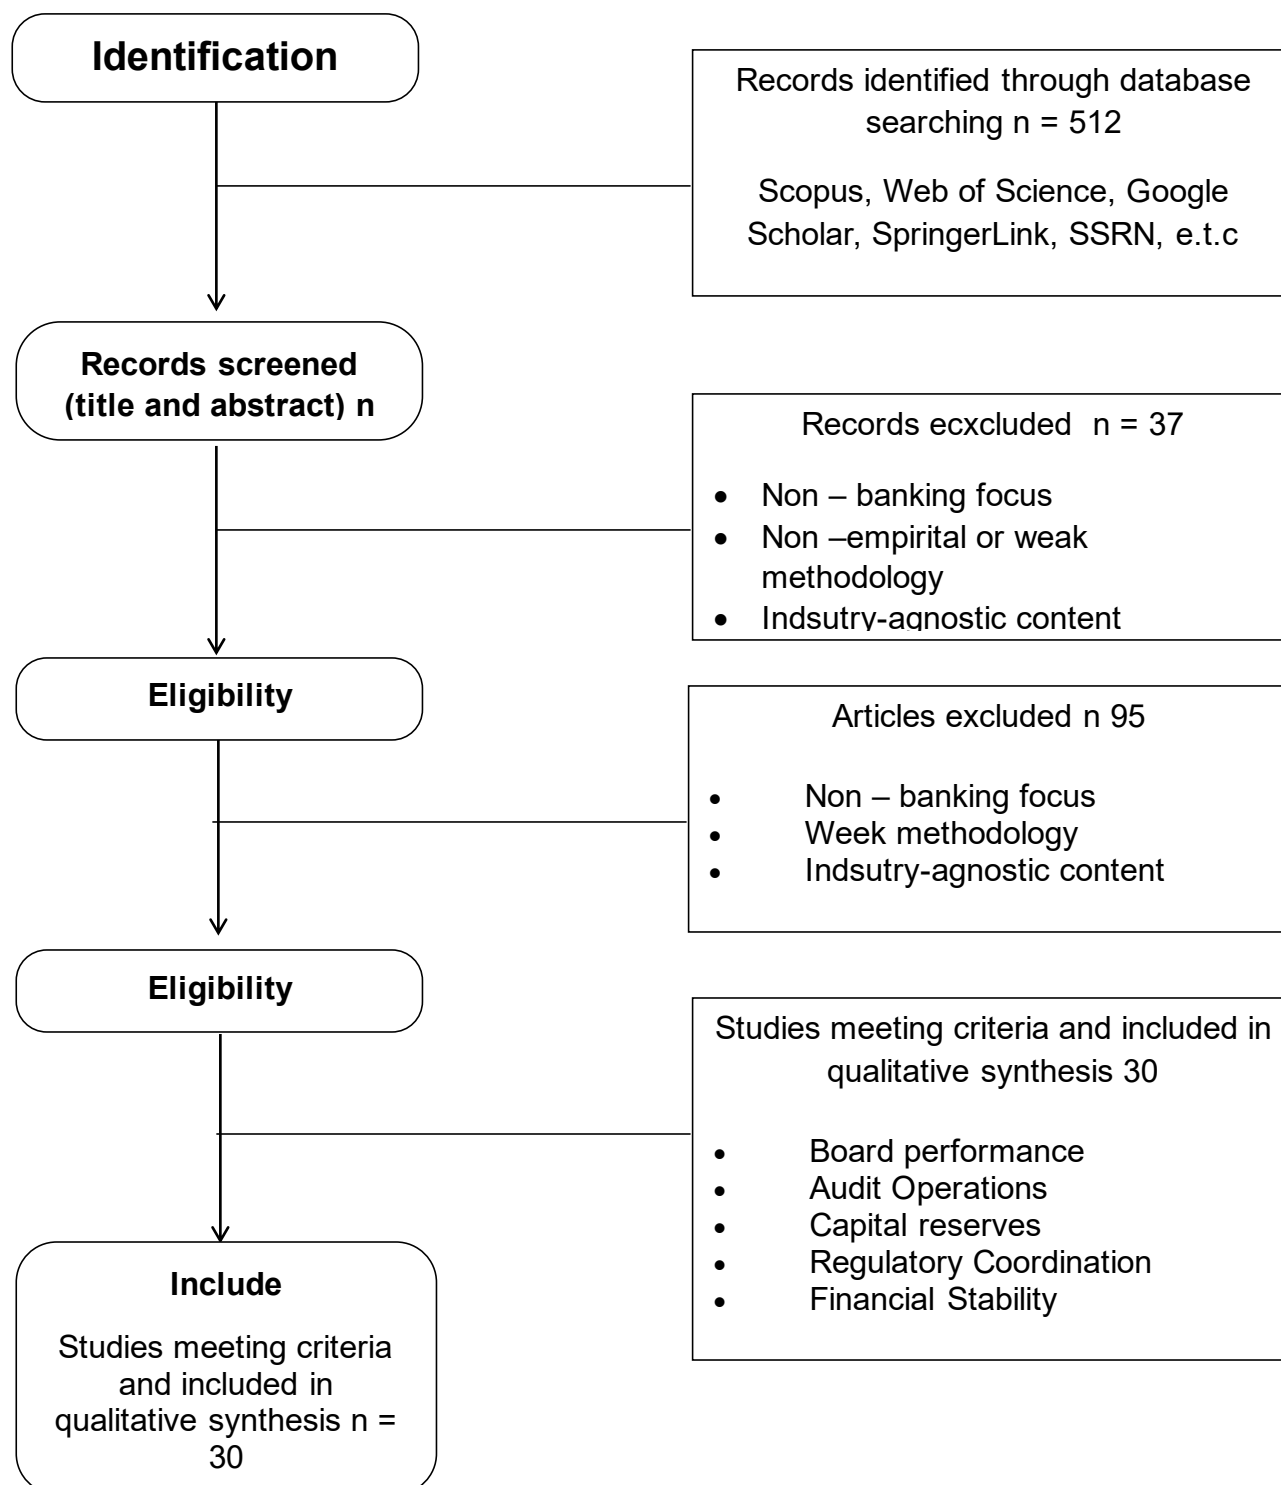 Identification
Records identified through database
searching n = 512
Scopus, Web of Science, Google
Scholar, SpringerLink, SSRN, e.t.c
Records screened
(title and abstract) n
Records ecxcluded n = 37
• Non – banking focus
• Non –empirital or weak
methodology
• Indsutry-agnostic content
Eligibility
Articles excluded n 95
• Non – banking focus
• Week methodology
• Indsutry-agnostic content
Eligibility
Studies meeting criteria and included in
qualitative synthesis 30
• Board performance
• Audit Operations
• Capital reserves
• Regulatory Coordination
• Financial Stability
Include
Studies meeting criteria
and included in
qualitative synthesis n =
30